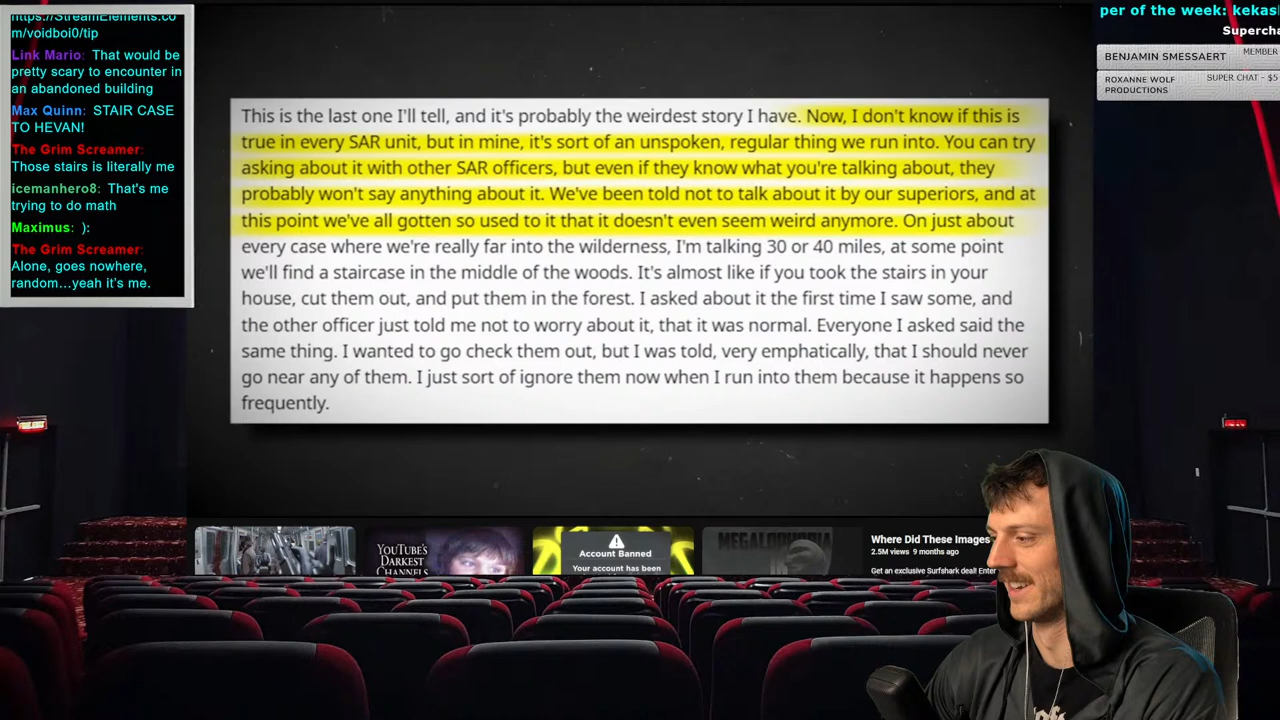 https://StreamElements.co
m/voidboi0/tip
Link Mario: That would be
pretty scary to encounter in
an abandoned building
Max Quinn: STAIR CASE
TO HEVAN!
The Grim Screamer:
Those stairs is literally me
icemanhero8: That's me
trying to do math
Maximus: ):
The Grim Screamer:
Alone, goes nowhere,
random...yeah it's me.
This is the last one I'll tell, and it's probably the weirdest story I have. Now, I don't know if this is
true in every SAR unit, but in mine, it's sort of an unspoken, regular thing we run into. You can try
asking about it with other SAR officers, but even if they know what you're talking about, they
probably won't say anything about it. We've been told not to talk about it by our superiors, and at
this point we've all gotten so used to it that it doesn't even seem weird anymore. On just about
every case where we're really far into the wilderness, I'm talking 30 or 40 miles, at some point
we'll find a staircase in the middle of the woods. It's almost like if you took the stairs in your
house, cut them out, and put them in the forest. I asked about it the first time I saw some, and
the other officer just told me not to worry about it, that it was normal. Everyone I asked said the
same thing. I wanted to go check them out, but I was told, very emphatically, that I should never
go near any of them. I just sort of ignore them now when I run into them because it happens so
frequently.
per of the week: kekas
Supercha
BENJAMIN SMESSAERT MEMBER
ROXANNE WOLF
PRODUCTIONS
SUPER CHAT - $5
YOUTUBE'S
DARKEST
CHANNELS
Account Banned
Your account has been
MEGALOPHOBIA
Where Did These Images
2.5M views 9 months ago
Get an exclusive Surfshark deal! Enter